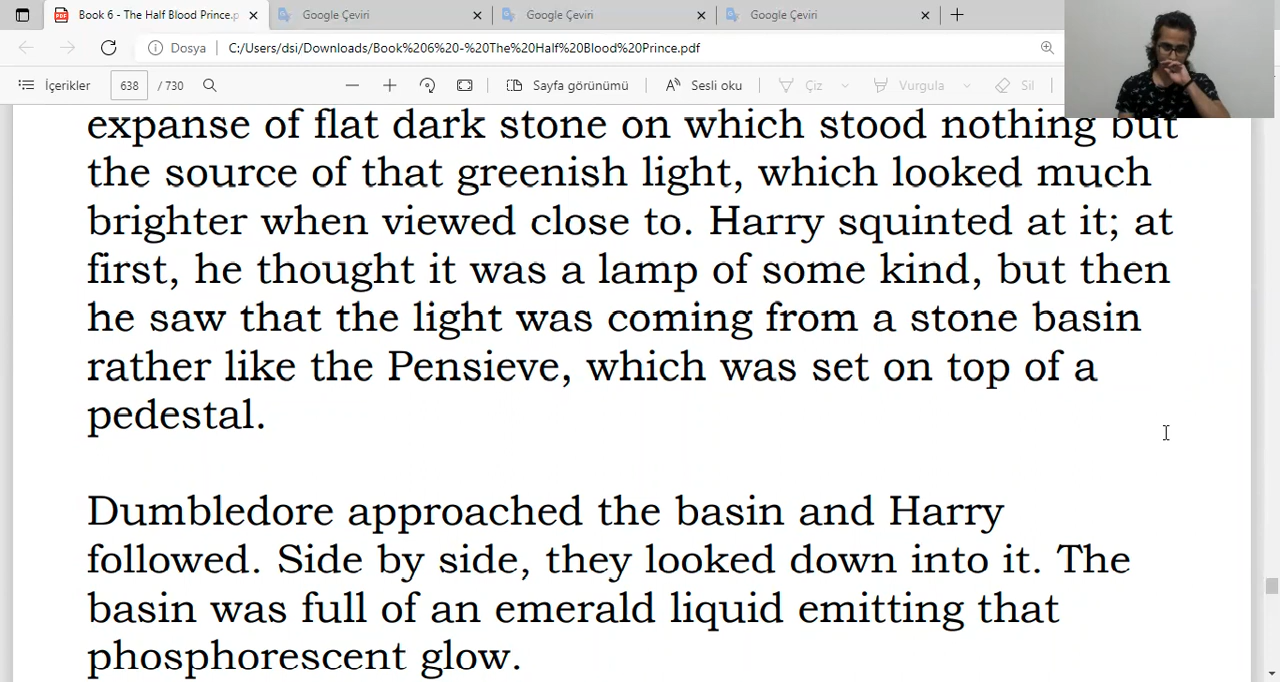 Book 6 - The Half Blood Prince.p
Google Çeviri
Google Çeviri
Google Çeviri
Dosya
C:/Users/dsi/Downloads/Book%206%20-%20The%20Half%20Blood%20Prince.pdf
İçerikler
638 / 730
Sayfa görünümü
Sesli oku
Çiz
Vurgula
Sil
expanse of flat dark stone on which stood nothing but
the source of that greenish light, which looked much
brighter when viewed close to. Harry squinted at it; at
first, he thought it was a lamp of some kind, but then
he saw that the light was coming from a stone basin
rather like the Pensieve, which was set on top of a
pedestal.
Dumbledore approached the basin and Harry
followed. Side by side, they looked down into it. The
basin was full of an emerald liquid emitting that
phosphorescent glow.